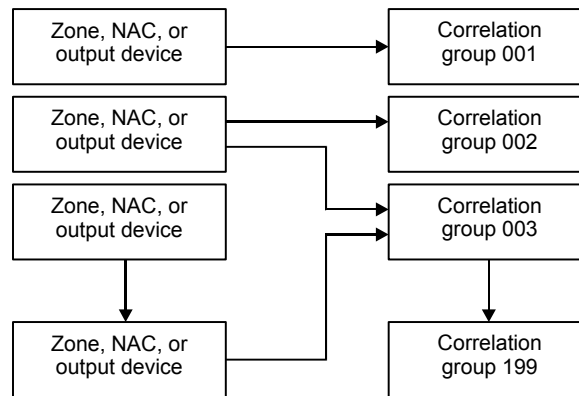 Zone, NAC, or
output device
Correlation
group 001
Zone, NAC, or
output device
Correlation
group 002
Zone, NAC, or
output device
Correlation
group 003
Zone, NAC, or
output device
Correlation
group 199